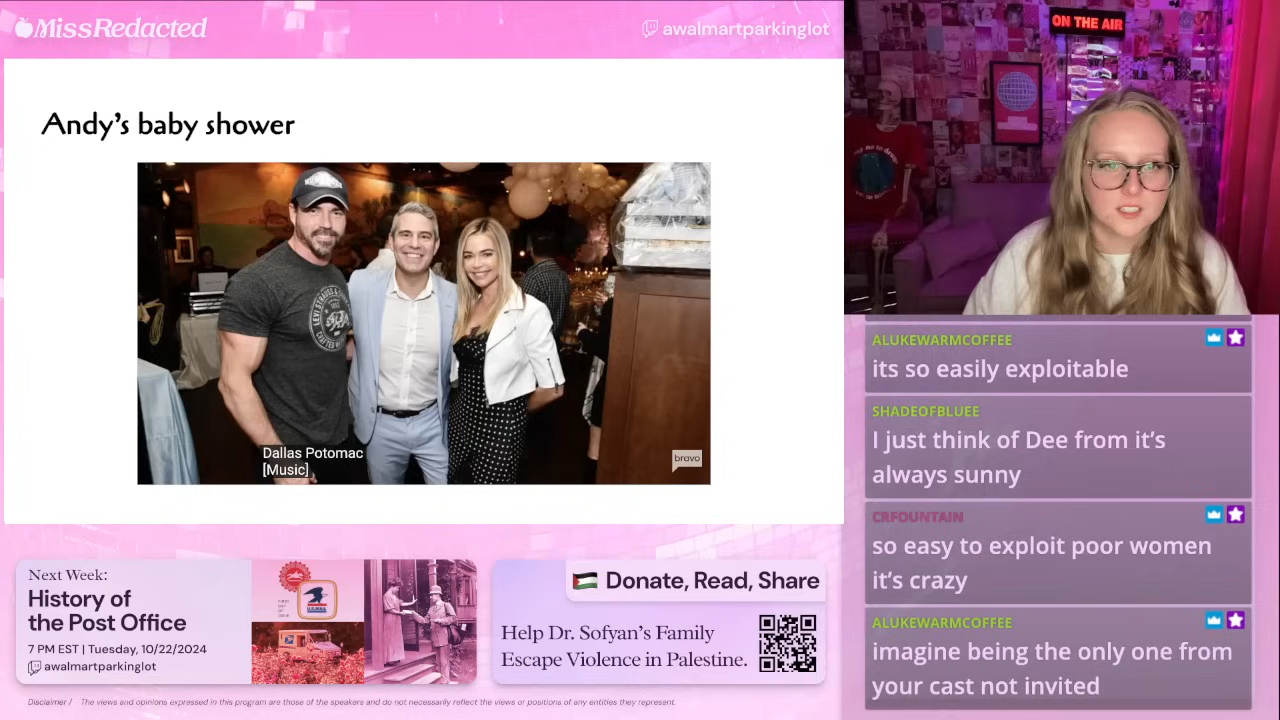 MissRedacted
awalmartparkinglot
ON THE AIR
Andy's baby shower
LEVI STRAUSS &
Dallas Potomac
[Music]
bravo
ALUKEWARMCOFFEE
its so easily exploitable
SHADEOFBLUEE
I just think of Dee from it's
always sunny
CRFOUNTAIN
so easy to exploit poor women
it's crazy
ALUKEWARMCOFFEE
imagine being the only one from
your cast not invited
Next Week:
History of
the Post Office
7 PM EST | Tuesday, 10/22/2024
awalmartparkinglot
U.S.MAIL
Donate, Read, Share
Help Dr. Sofyan's Family
Escape Violence in Palestine.
Disclaimer / The views and opinions expressed in this program are those of the speakers and do not necessarily reflect the views or positions of any entities they represent.